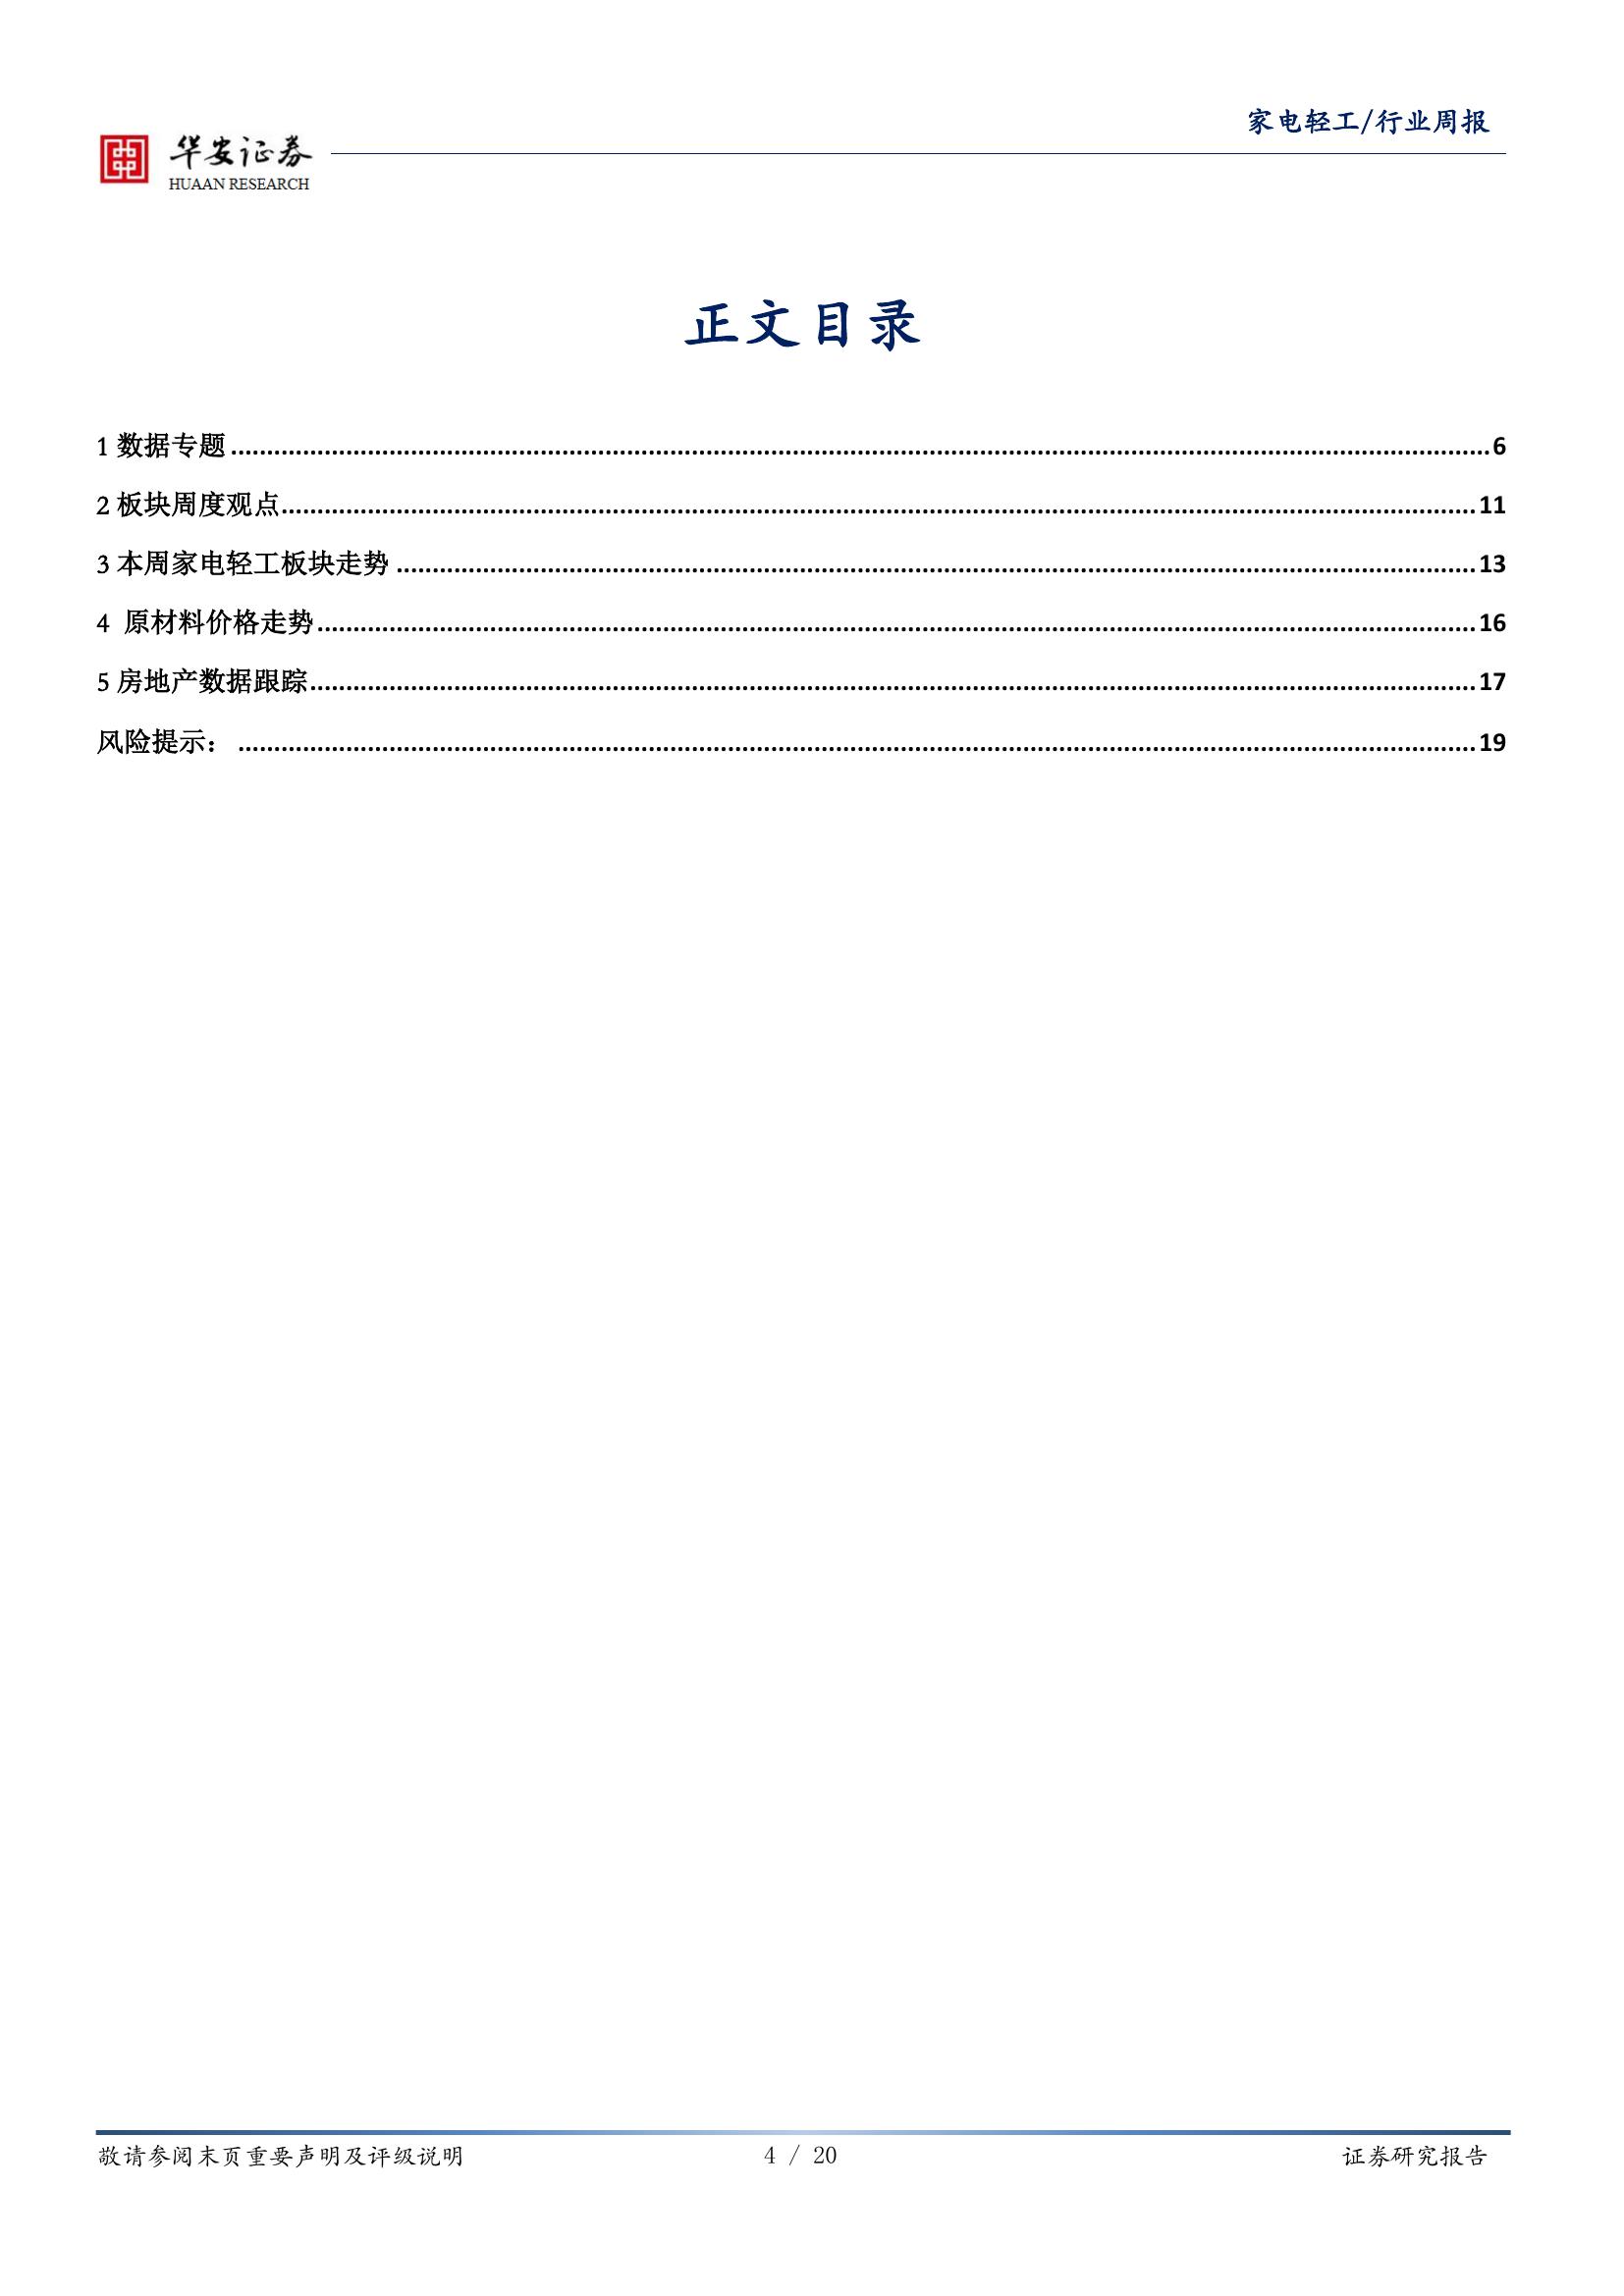 家电轻工/行业周报
华安证券
HUAAN RESEARCH
正文目录
1 数据专题 ........................................ 6
2 板块周度观点 ........................................ 11
3 本周家电轻工板块走势 ........................................ 13
4 原材料价格走势 ........................................ 16
5 房地产数据跟踪 ........................................ 17
风险提示： ........................................ 19
敬请参阅末页重要声明及评级说明 4 / 20 证券研究报告